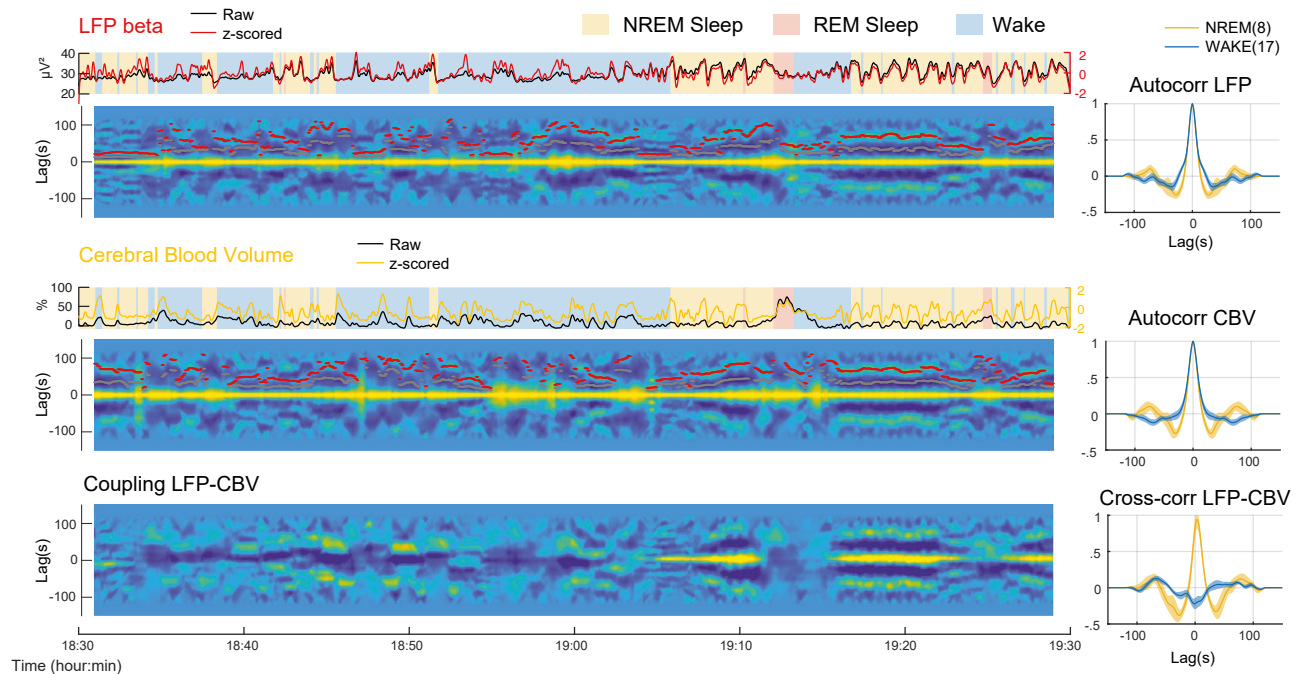 LFP beta
Raw
z-scored
NREM Sleep
REM Sleep
Wake
NREM(8)
WAKE(17)
µV²
40
30
20
2
0
-2
Autocorr LFP
Lag(s)
100
0
-100
1
.5
0
-.5
-100
0
100
Lag(s)
Cerebral Blood Volume
Raw
z-scored
%
100
50
0
2
0
-2
Autocorr CBV
Lag(s)
100
0
-100
1
.5
0
-.5
-100
0
100
Coupling LFP-CBV
Cross-corr LFP-CBV
Lag(s)
100
0
-100
1
.5
0
-.5
-100
0
100
Lag(s)
18:30
18:40
18:50
19:00
19:10
19:20
19:30
Time (hour:min)